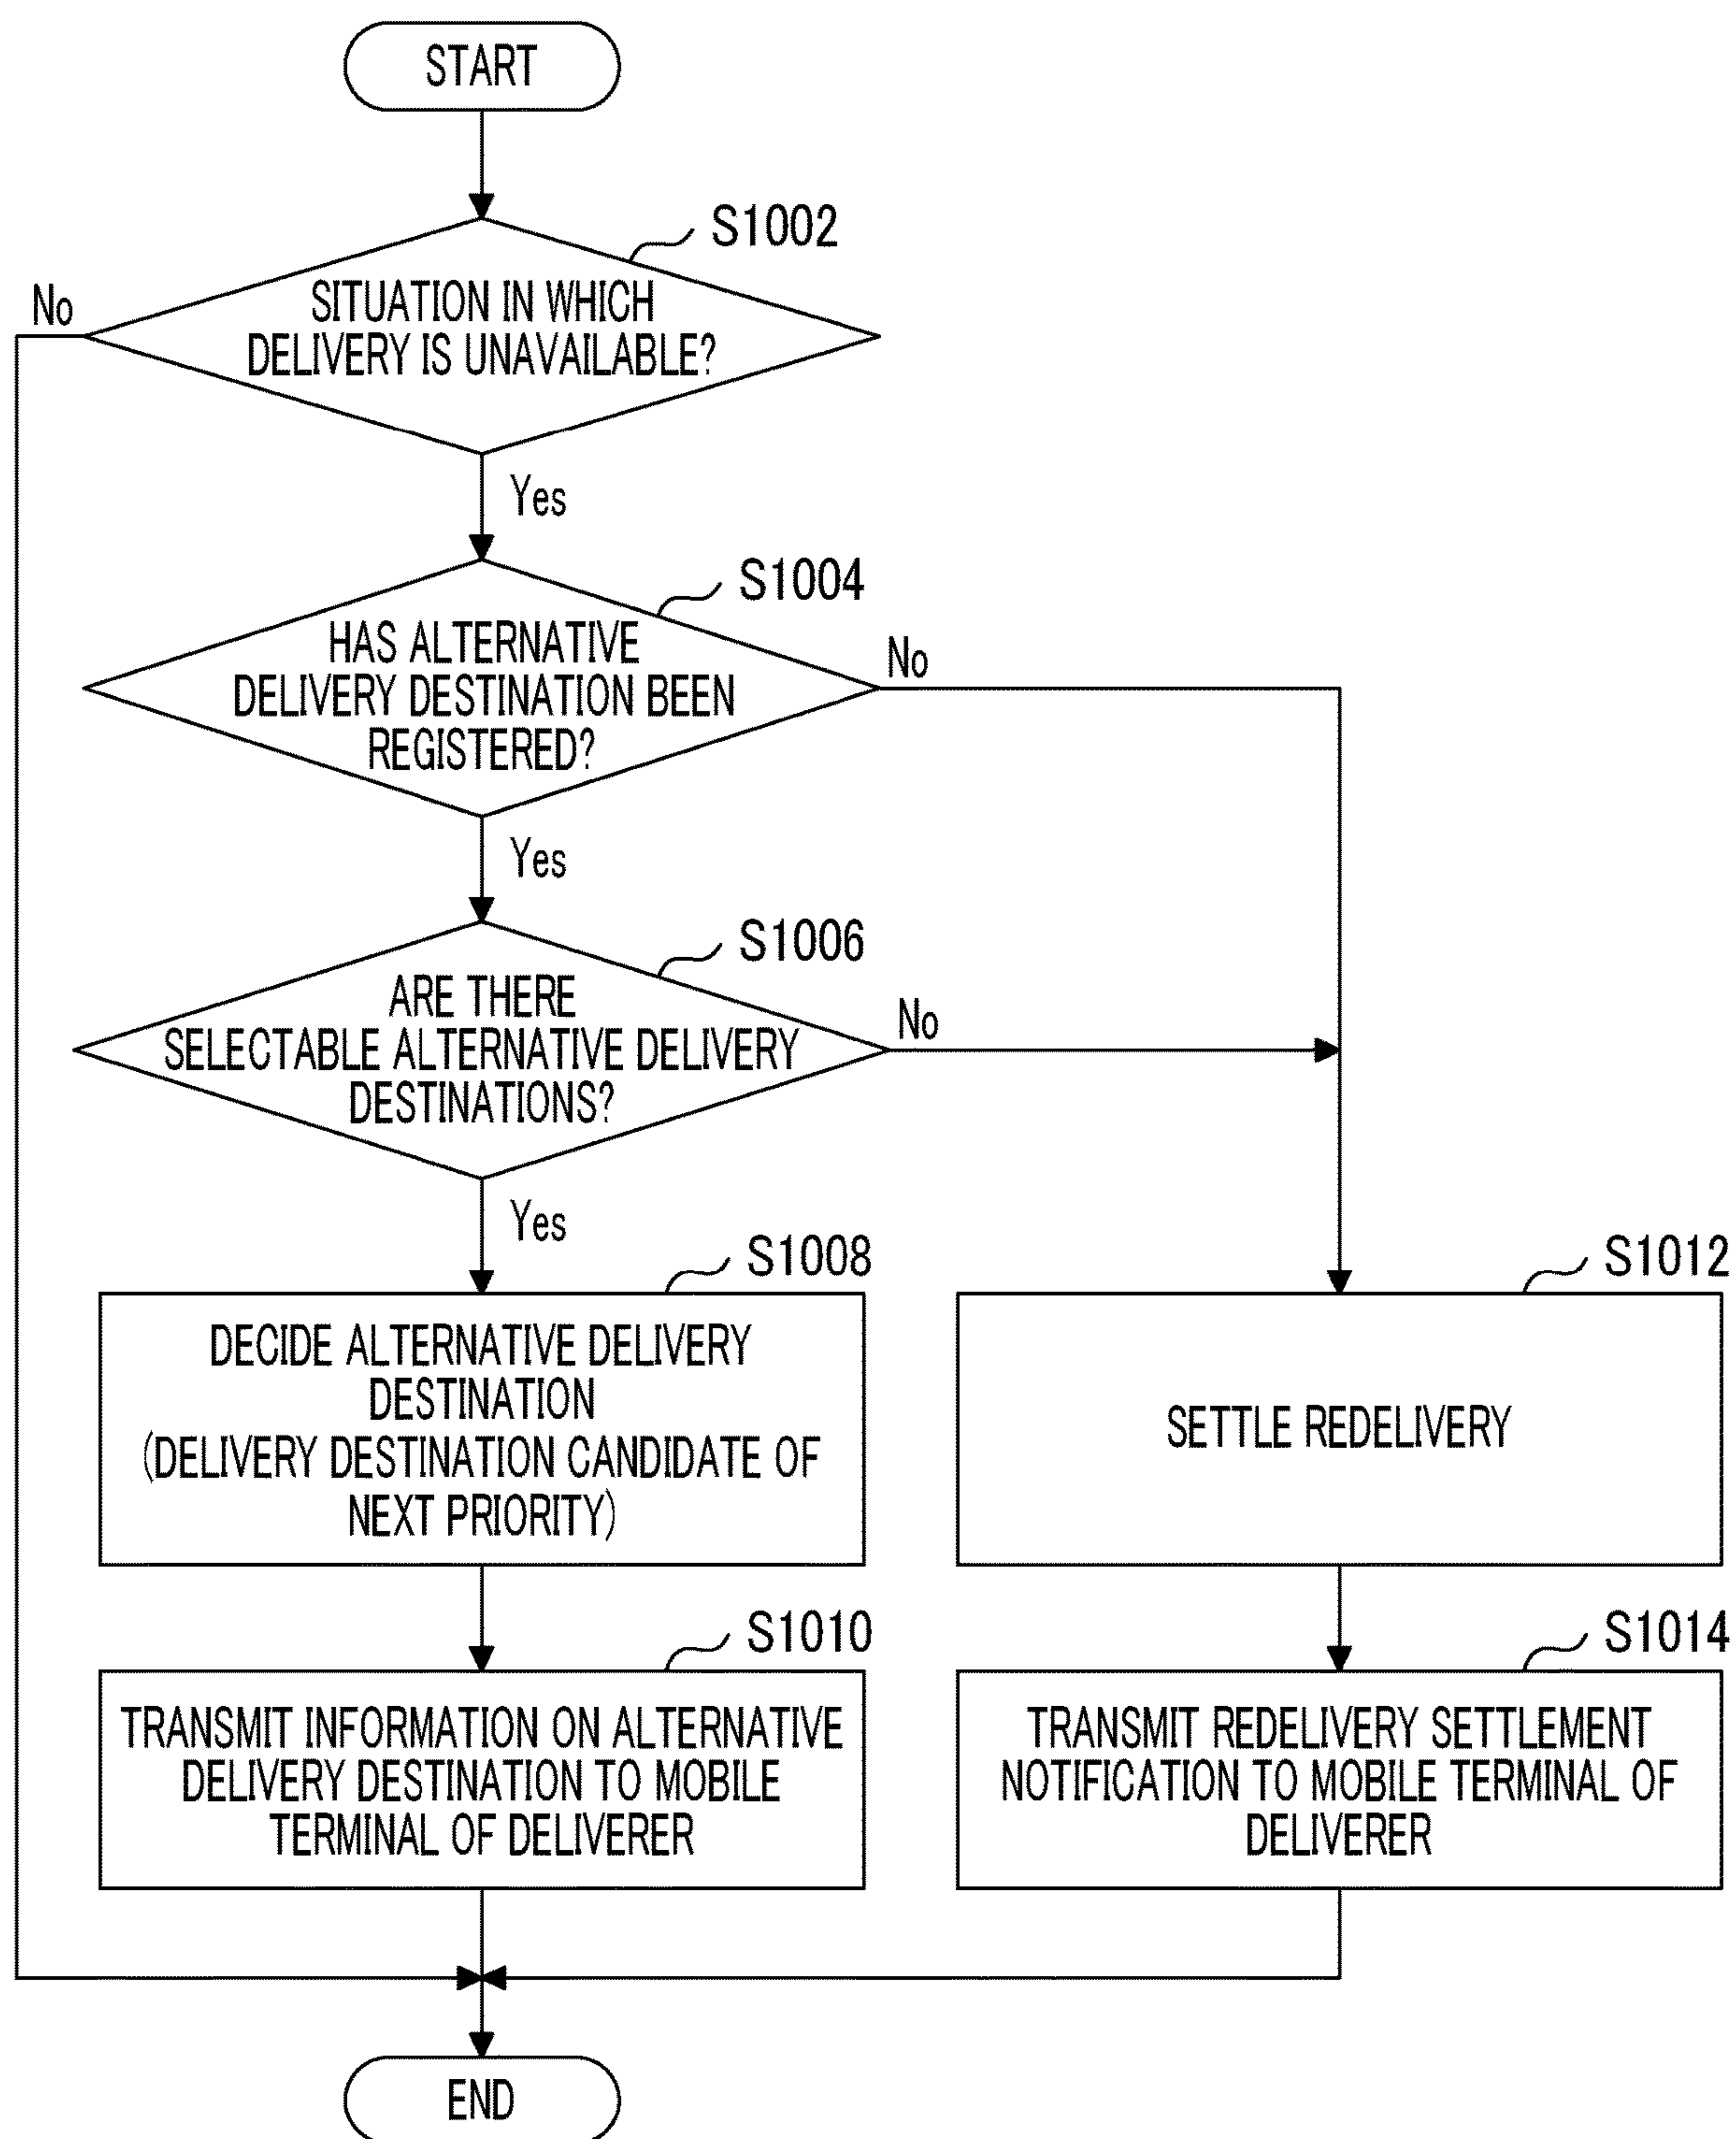 START
S1002
No
SITUATION IN WHICH
DELIVERY IS UNAVAILABLE?
Yes
S1004
HAS ALTERNATIVE
DELIVERY DESTINATION BEEN
REGISTERED?
No
Yes
S1006
ARE THERE
SELECTABLE ALTERNATIVE DELIVERY
DESTINATIONS?
No
Yes
S1008
DECIDE ALTERNATIVE DELIVERY
DESTINATION
(DELIVERY DESTINATION CANDIDATE OF
NEXT PRIORITY)
S1012
SETTLE REDELIVERY
S1010
TRANSMIT INFORMATION ON ALTERNATIVE
DELIVERY DESTINATION TO MOBILE
TERMINAL OF DELIVERER
S1014
TRANSMIT REDELIVERY SETTLEMENT
NOTIFICATION TO MOBILE TERMINAL OF
DELIVERER
END